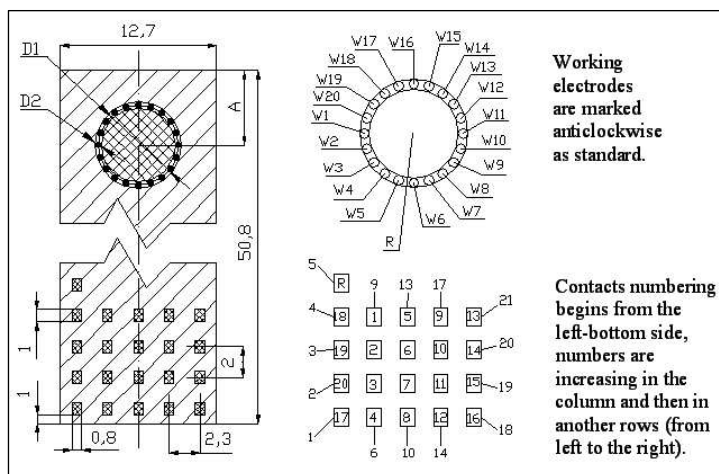 12,7
D1
D2
A
50,8
1
1
0,8
2
2,3
W16
W17
W15
W18
W14
W19
W13
W20
W12
W1
W11
W2
W10
W3
W9
W4
W8
W5
W6
W7
R
Working
electrodes
are marked
anticlockwise
as standard.
5
R
9
13
17
4
18
1
5
9
13
21
3
19
2
6
10
14
20
2
20
3
7
11
15
19
1
17
4
8
12
16
18
6
10
14
Contacts numbering
begins from the
left-bottom side,
numbers are
increasing in the
column and then in
another rows (from
left to the right).